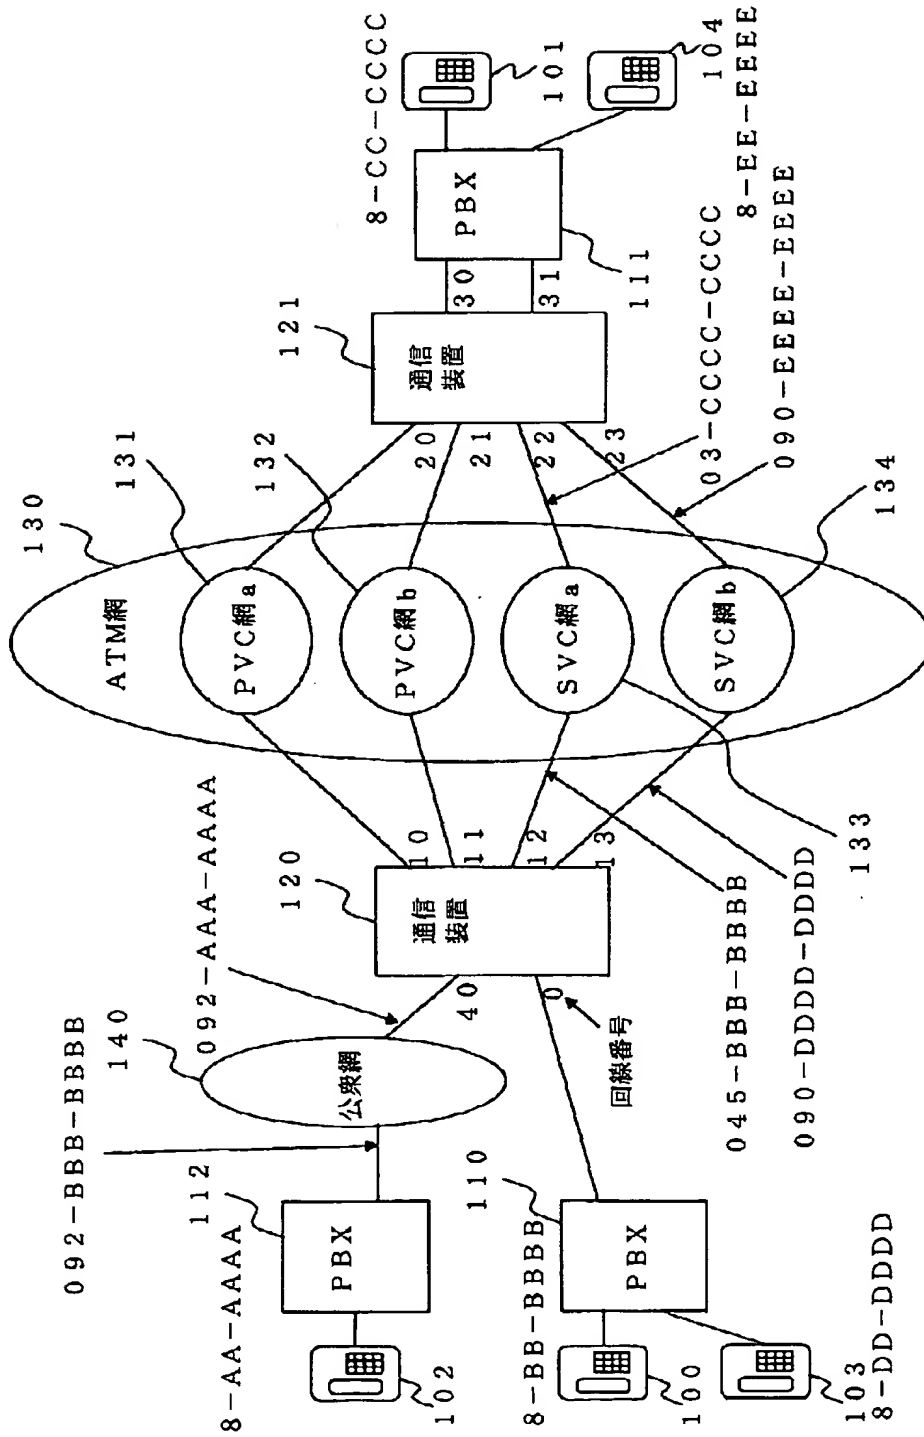 092-BBB-BBBB
140
092-AAA-AAAA
120
ATM網
130
131
132
121
8-CC-CCCC
8-AA-AAAA
112
PBX
102
公衆網
40
0
回線番号
通信
装置
10
11
12
13
PVC網a
PVC網b
SVC網a
SVC網b
20
21
22
23
通信
装置
30
31
PBX
111
101
104
8-EE-EEEE
8-BB-BBBB
110
PBX
100
103
8-DD-DDDD
045-BBB-BBBB
090-DDDD-DDDD
133
134
03-CCCC-CCCC
090-EEEE-EEEE